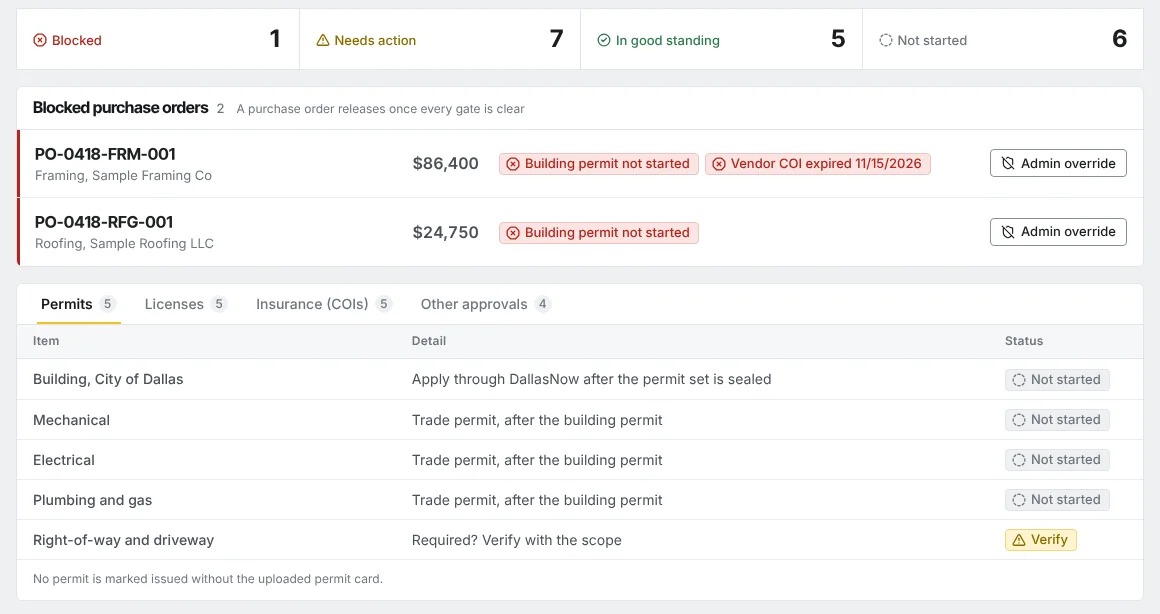 Blocked 1
Needs action 7
In good standing 5
Not started 6
Blocked purchase orders 2 A purchase order releases once every gate is clear
PO-0418-FRM-001
Framing, Sample Framing Co
$86,400
Building permit not started
Vendor COI expired 11/15/2026
Admin override
PO-0418-RFG-001
Roofing, Sample Roofing LLC
$24,750
Building permit not started
Admin override
Permits 5 Licenses 5 Insurance (COIs) 5 Other approvals 4
Item Detail Status
Building, City of Dallas Apply through DallasNow after the permit set is sealed Not started
Mechanical Trade permit, after the building permit Not started
Electrical Trade permit, after the building permit Not started
Plumbing and gas Trade permit, after the building permit Not started
Right-of-way and driveway Required? Verify with the scope Verify
No permit is marked issued without the uploaded permit card.